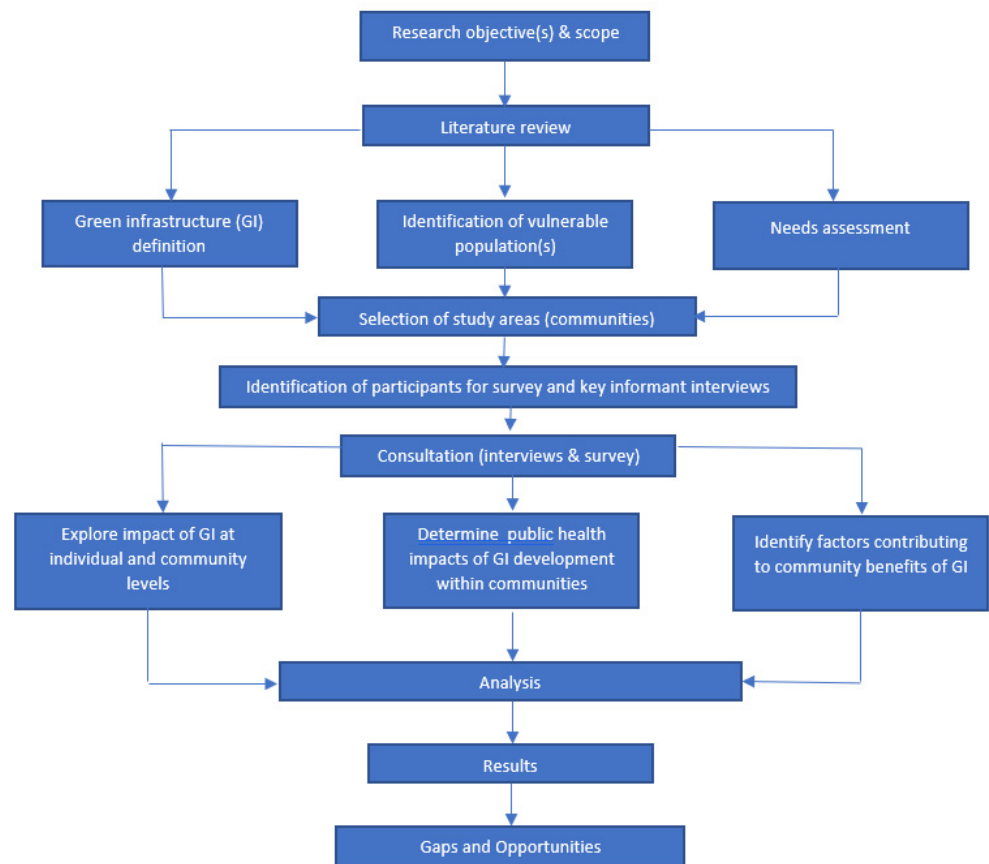 Research objective(s) & scope
Literature review
Green infrastructure (GI)
definition
Identification of vulnerable
population(s)
Needs assessment
Selection of study areas (communities)
Identification of participants for survey and key informant interviews
Consultation (interviews & survey)
Explore impact of GI at
individual and community
levels
Determine public health
impacts of GI development
within communities
Identify factors contributing
to community benefits of GI
Analysis
Results
Gaps and Opportunities